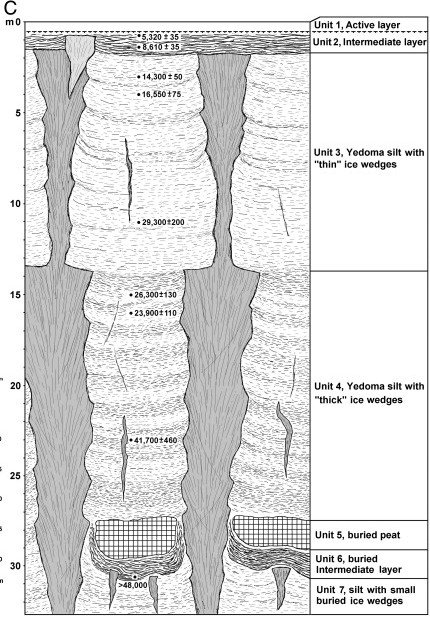 C
m 0
Unit 1, Active layer
5,320 ± 35
Unit 2, Intermediate layer
8,610 ± 35
14,300 ± 50
16,550 ± 75
5
Unit 3, Yedoma silt with
"thin" ice wedges
10
29,300 ± 200
15
26,300 ± 130
23,900 ± 110
20
Unit 4, Yedoma silt with
"thick" ice wedges
41,700 ± 460
25
Unit 5, buried peat
Unit 6, buried
Intermediate layer
30
>48,000
Unit 7, silt with small
buried ice wedges